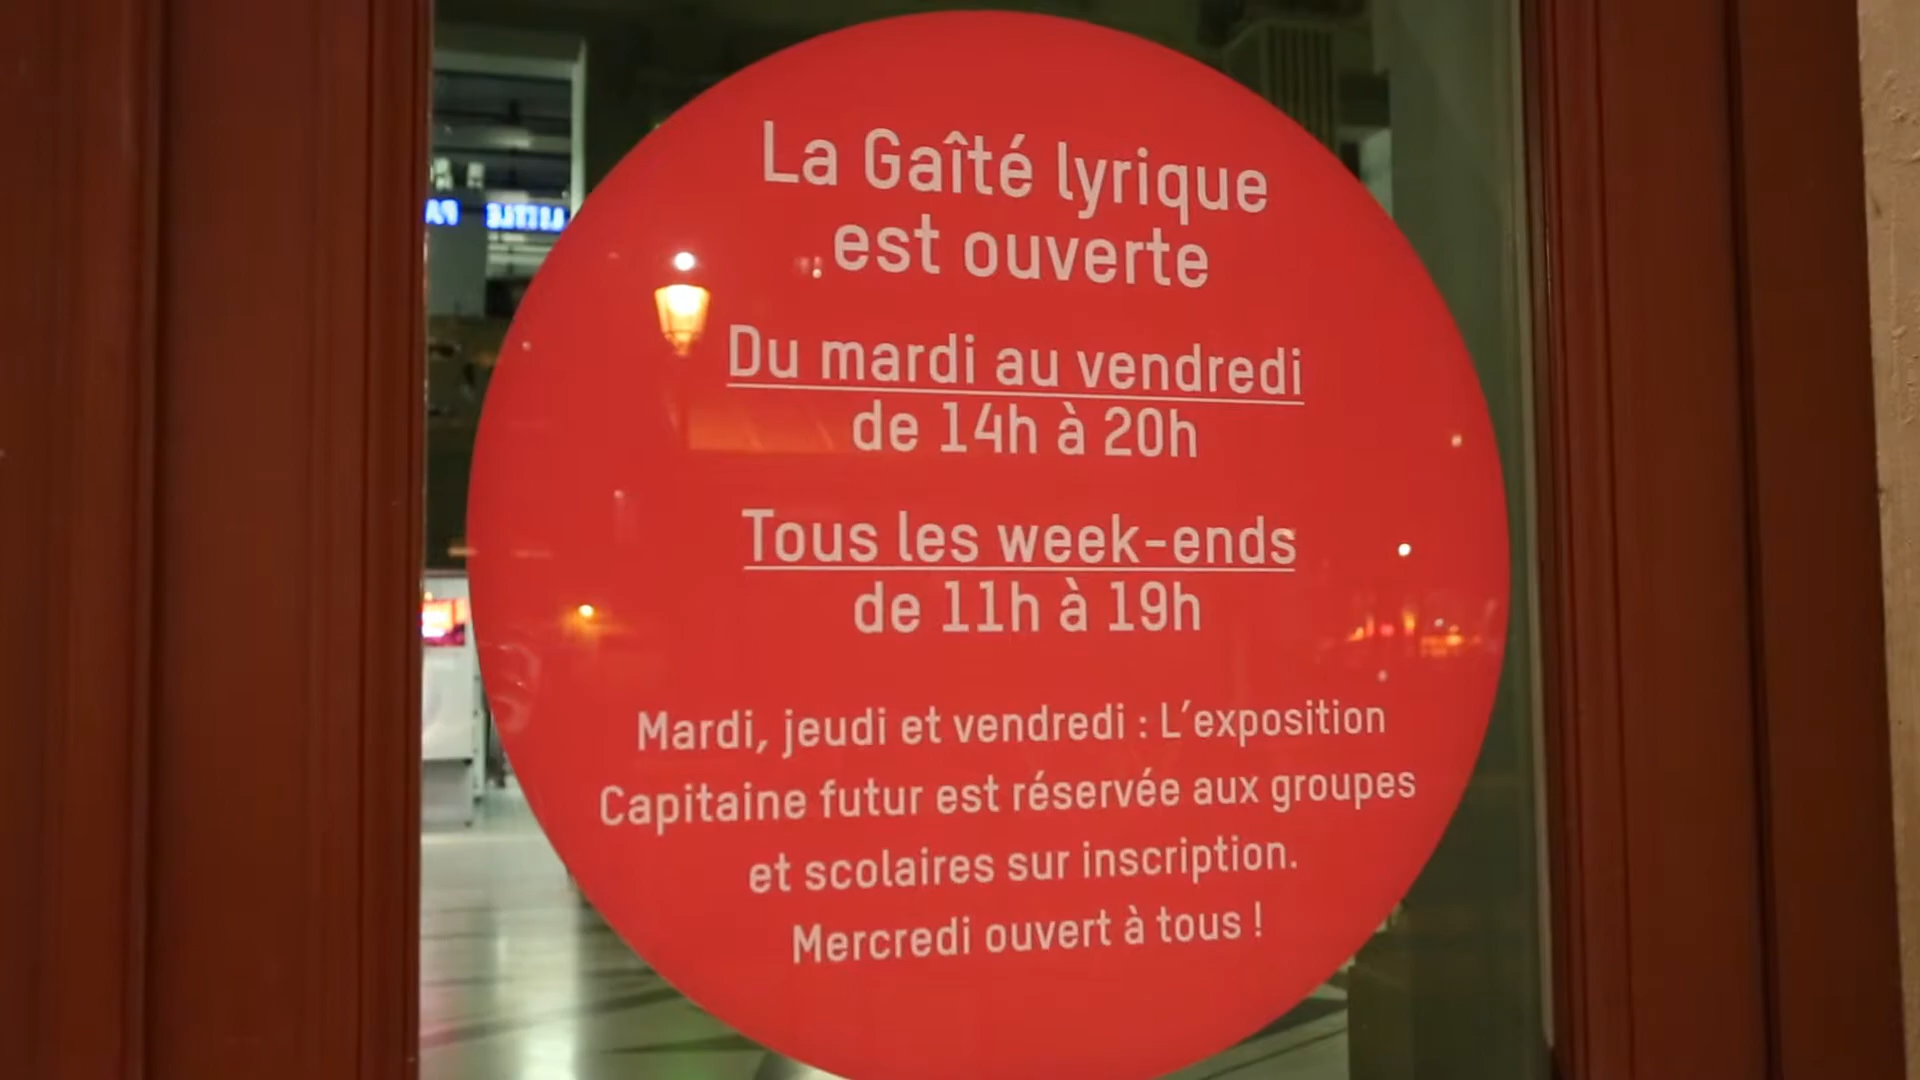 La Gaîté lyrique
est ouverte
Du mardi au vendredi
de 14h à 20h
Tous les week-ends
de 11h à 19h
Mardi, jeudi et vendredi : L'exposition
Capitaine futur est réservée aux groupes
et scolaires sur inscription.
Mercredi ouvert à tous !